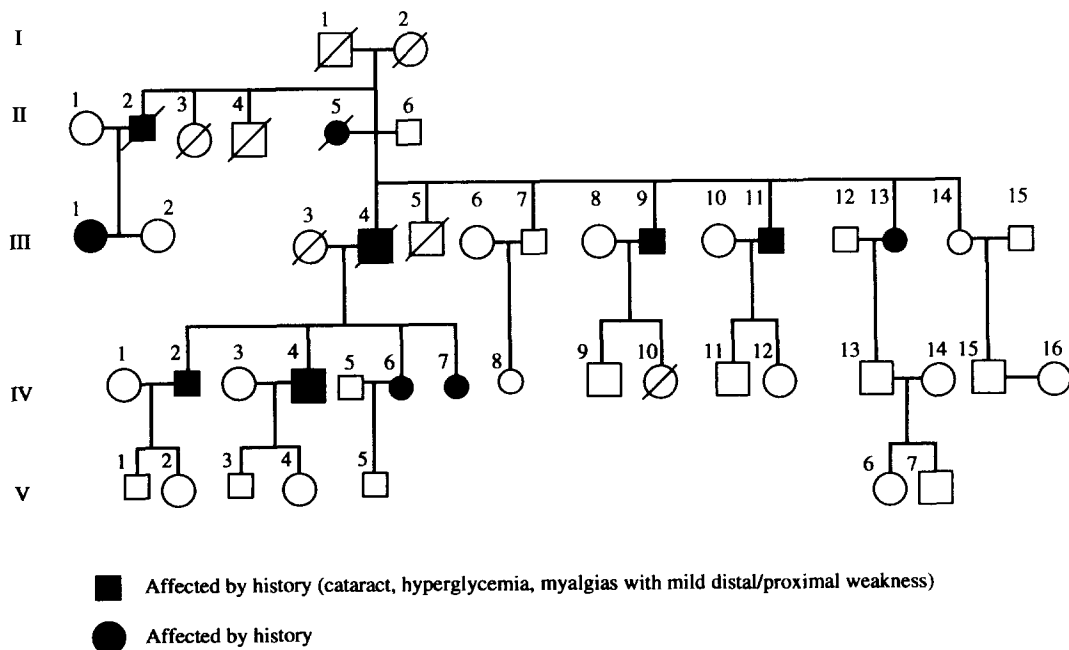 1 2
I
1 2 3 4 5 6
II
1 2 3 4 5 6 7 8 9 10 11 12 13 14 15
III
1 2 3 4 5 6 7 8 9 10 11 12 13 14 15 16
IV
1 2 3 4 5 6 7
V
Affected by history (cataract, hyperglycemia, myalgias with mild distal/proximal weakness)
Affected by history